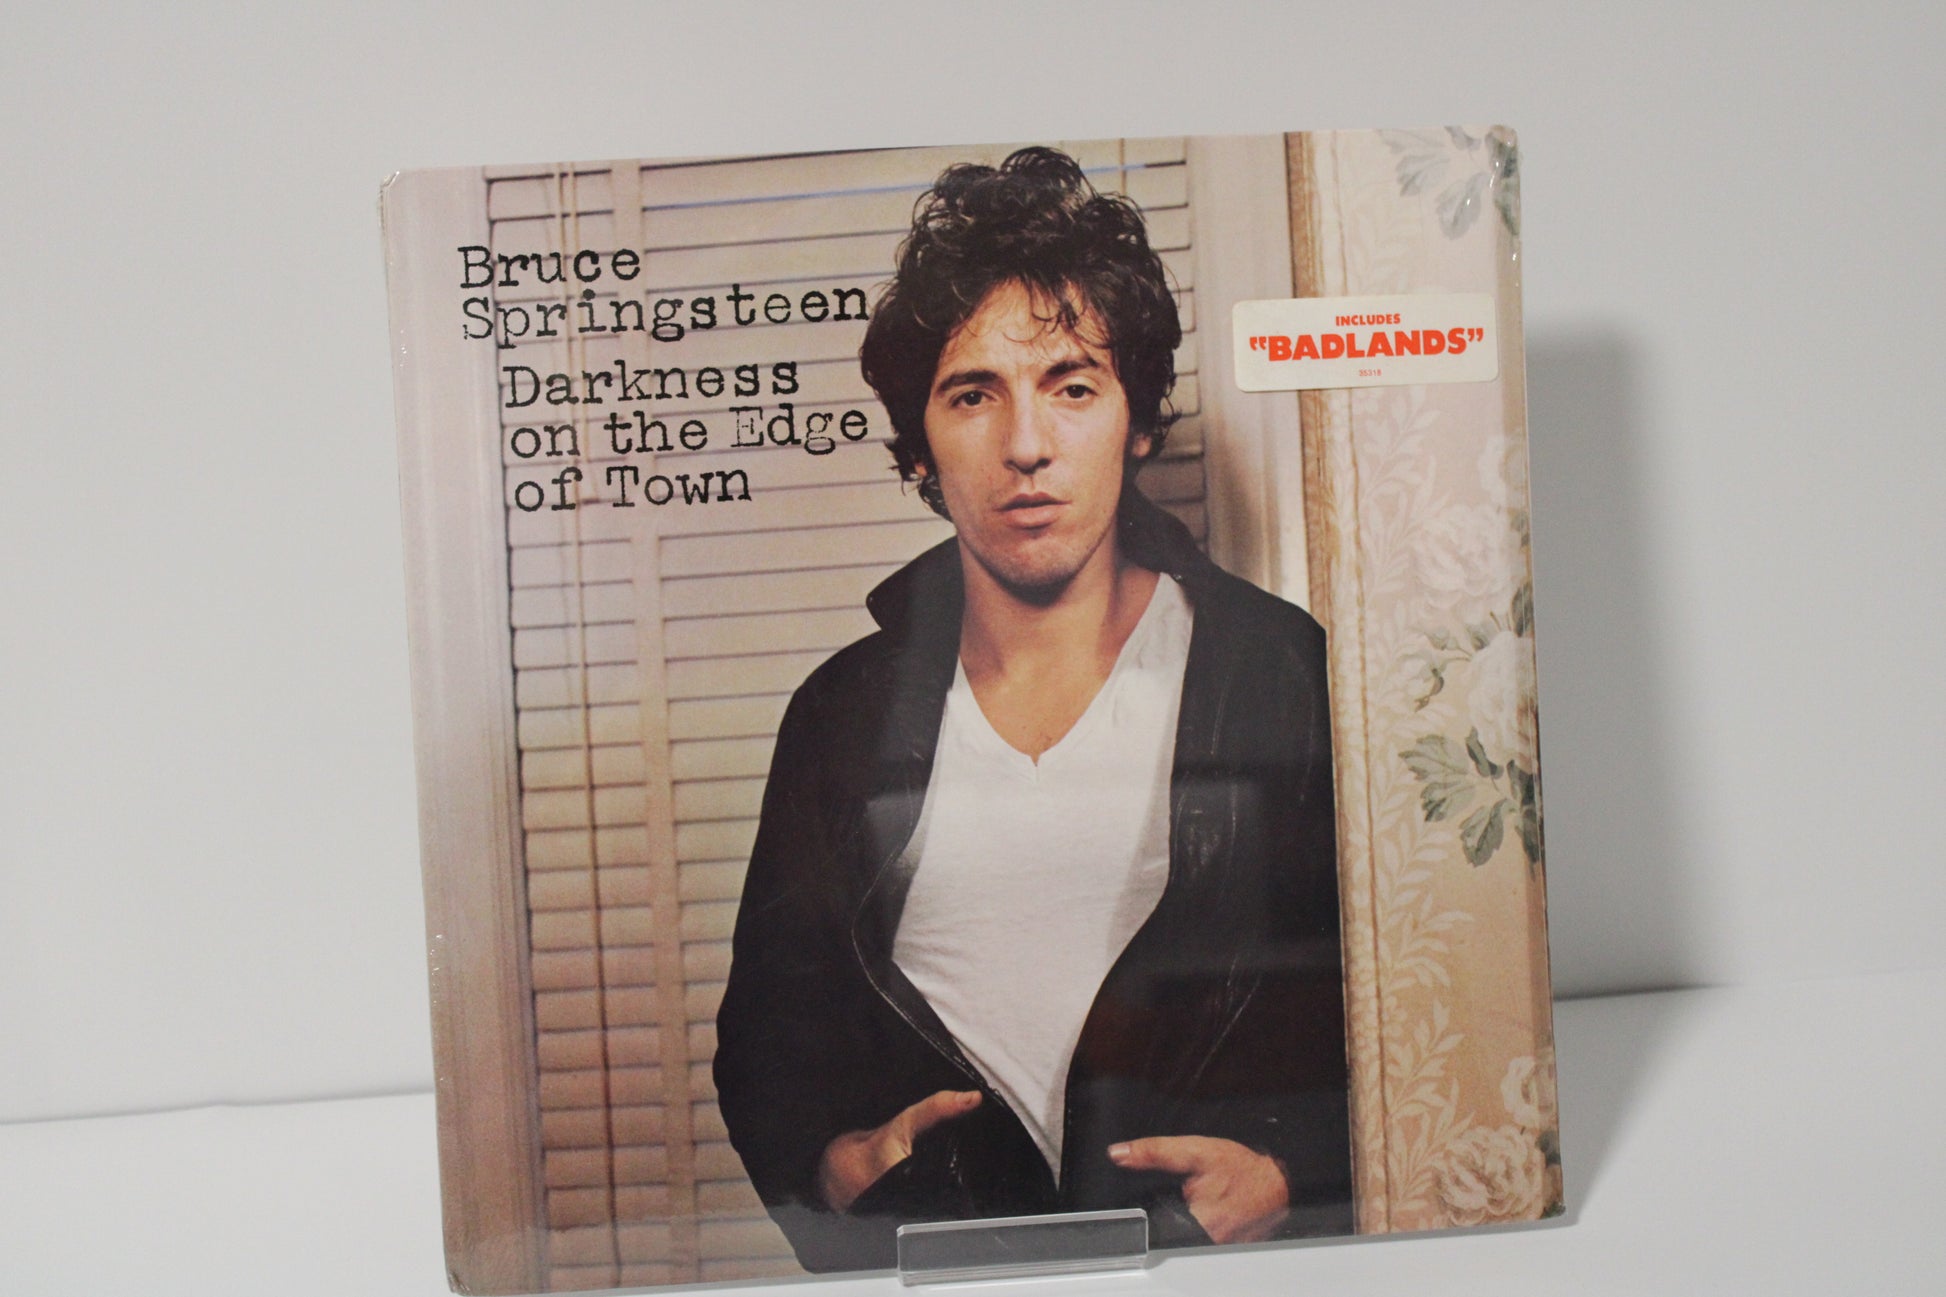 Bruce
Springsteen
Darkness
on the Edge
of Town
INCLUDES
“BADLANDS”
35318